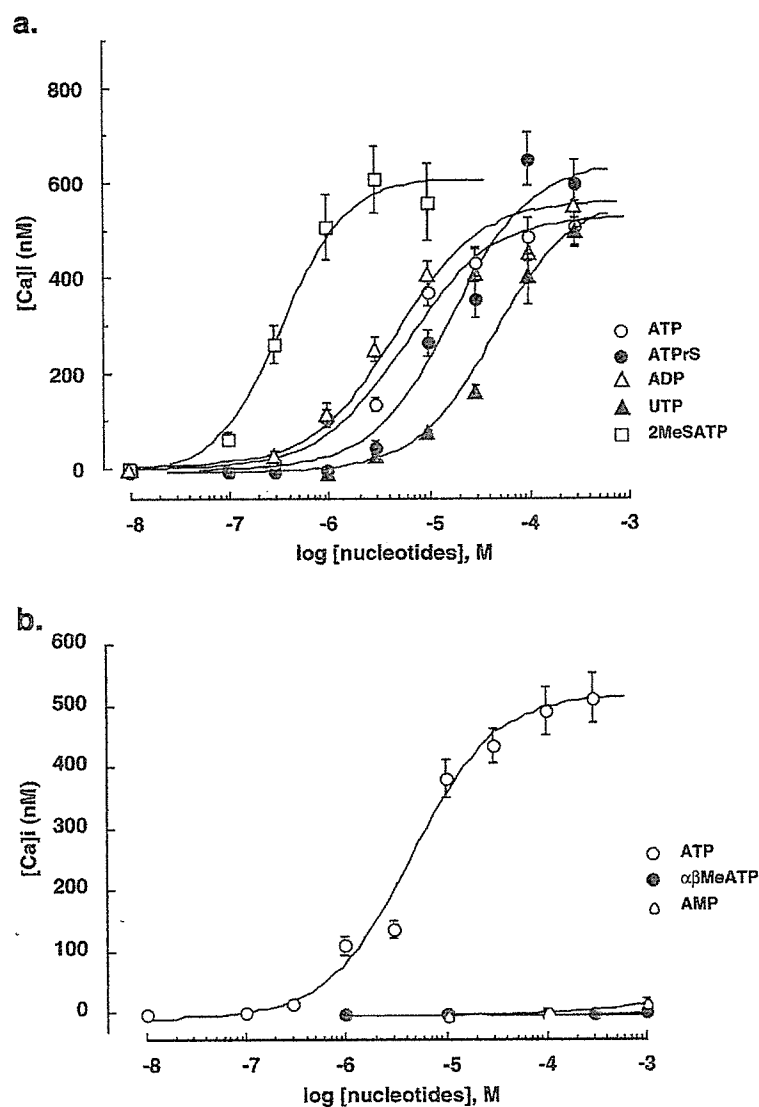 a.
800
600
400
200
0
[Ca]i (nM)
ATP
ATPrS
ADP
UTP
2MeSATP
-8 -7 -6 -5 -4 -3
log [nucleotides], M
b.
600
500
400
300
200
100
0
[Ca]i (nM)
ATP
αβMeATP
AMP
-8 -7 -6 -5 -4 -3
log [nucleotides], M